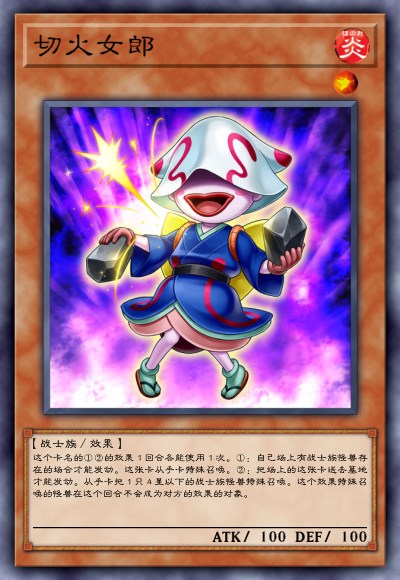 切火女郎
ほのお
炎
【战士族／效果】
这个卡名的①②的效果1回合各能使用1次。①：自己场上有战士族怪兽存
在的场合才能发动。这张卡从手卡特殊召唤。②：把场上的这张卡送去墓地
才能发动。从手卡把1只4星以下的战士族怪兽特殊召唤。这个效果特殊召
唤的怪兽在这个回合不会成为对方的效果的对象。
ATK/ 100 DEF/ 100